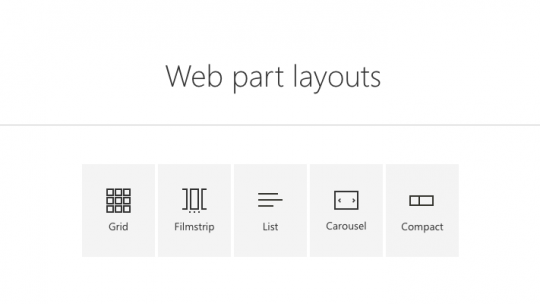 Web part layouts
Grid
Filmstrip
List
Carousel
Compact